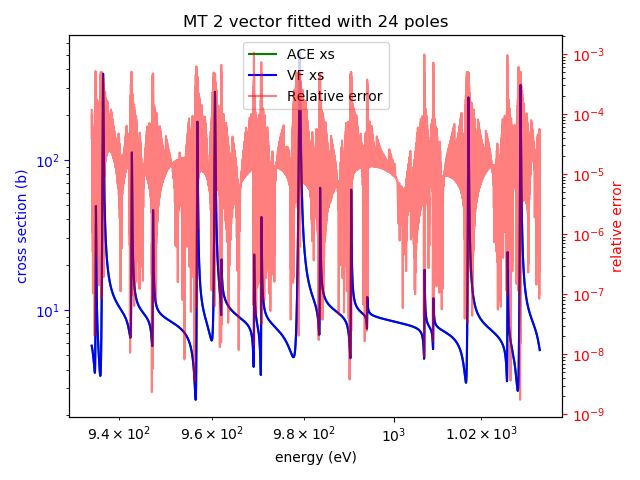 MT 2 vector fitted with 24 poles
ACE xs
VF xs
Relative error
cross section (b)
10²
10¹
relative error
10⁻³
10⁻⁴
10⁻⁵
10⁻⁶
10⁻⁷
10⁻⁸
10⁻⁹
9.4 × 10² 9.6 × 10² 9.8 × 10² 10³ 1.02 × 10³
energy (eV)